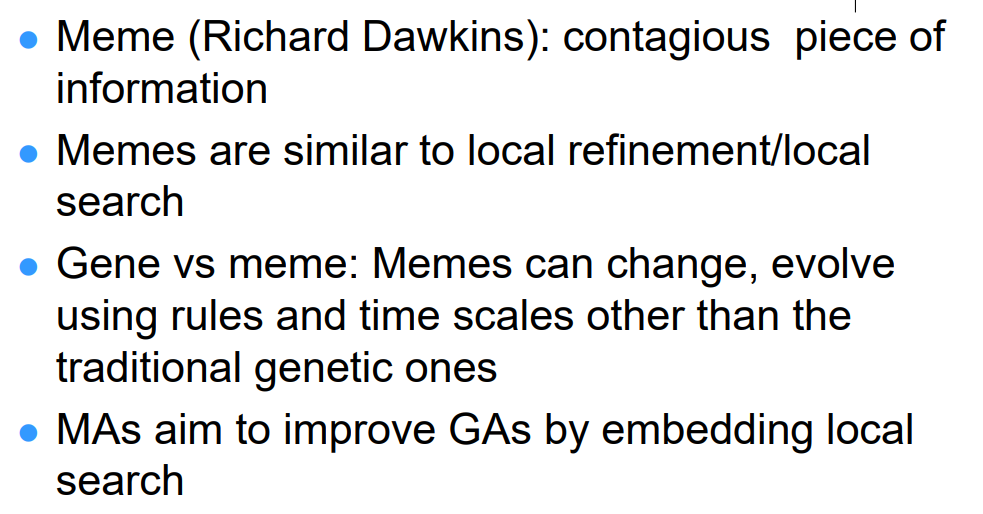 ● Meme (Richard Dawkins): contagious  piece of
information
● Memes are similar to local refinement/local
search
● Gene vs meme: Memes can change, evolve
using rules and time scales other than the
traditional genetic ones
● MAs aim to improve GAs by embedding local
search